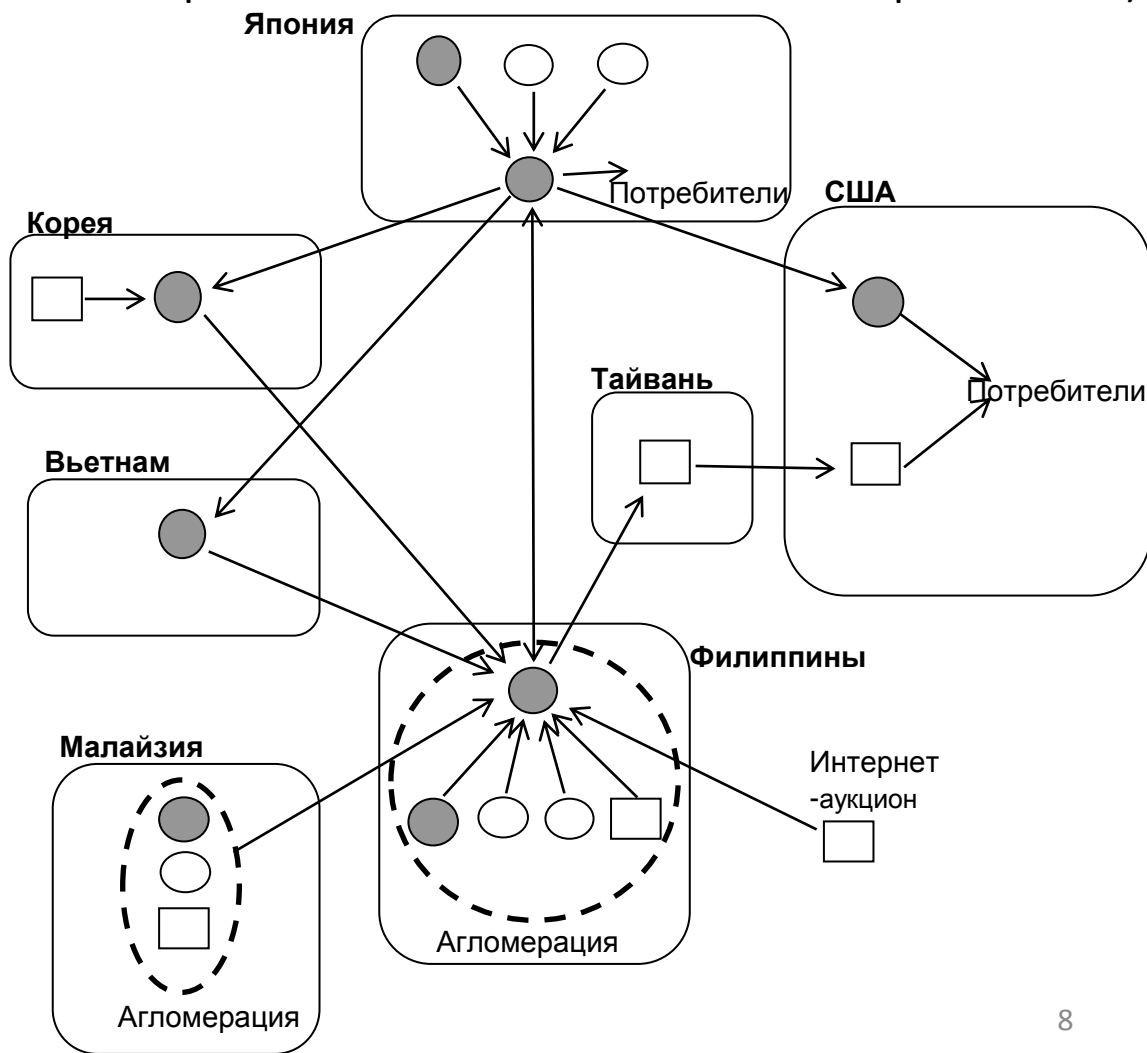 Япония
Потребители
США
Корея
Тайвань
Потребители
Вьетнам
Филиппины
Малайзия
Интернет
-аукцион
Агломерация
Агломерация
8